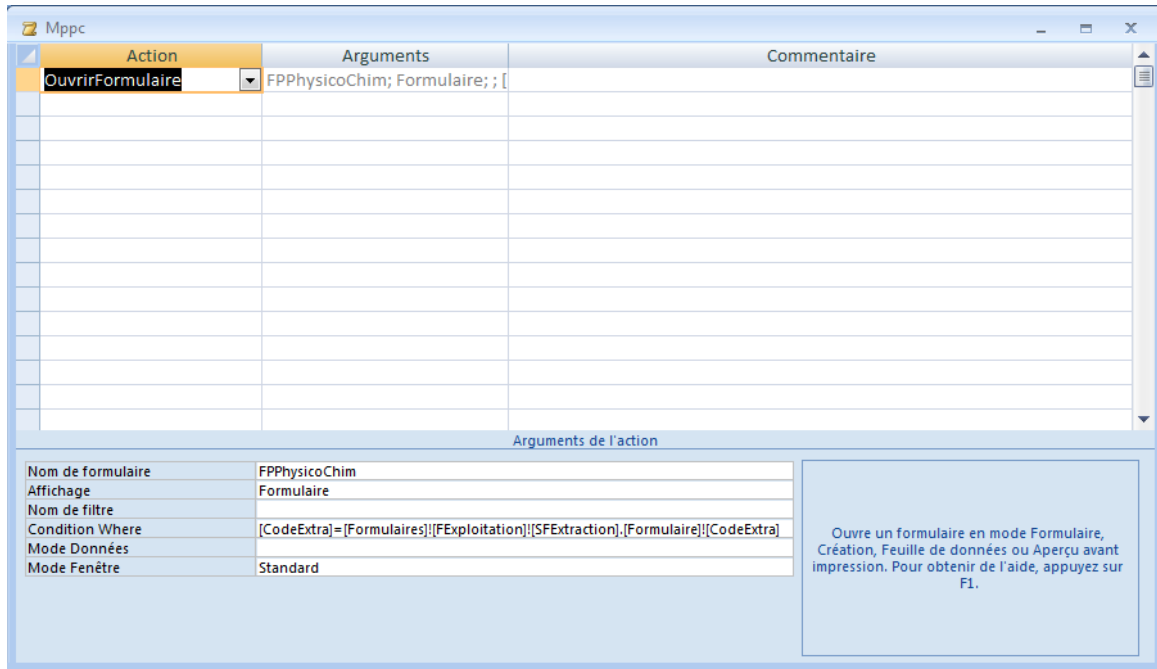 Mppc
Action Arguments Commentaire
OuvrirFormulaire FPPhysicoChim; Formulaire; ; [
Arguments de l'action
Nom de formulaire FPPhysicoChim
Affichage Formulaire
Nom de filtre
Condition Where [CodeExtra]=[Formulaires]![FExploitation]![SFExtraction].[Formulaire]![CodeExtra]
Mode Données
Mode Fenêtre Standard
Ouvre un formulaire en mode Formulaire,
Création, Feuille de données ou Aperçu avant
impression. Pour obtenir de l'aide, appuyez sur
F1.